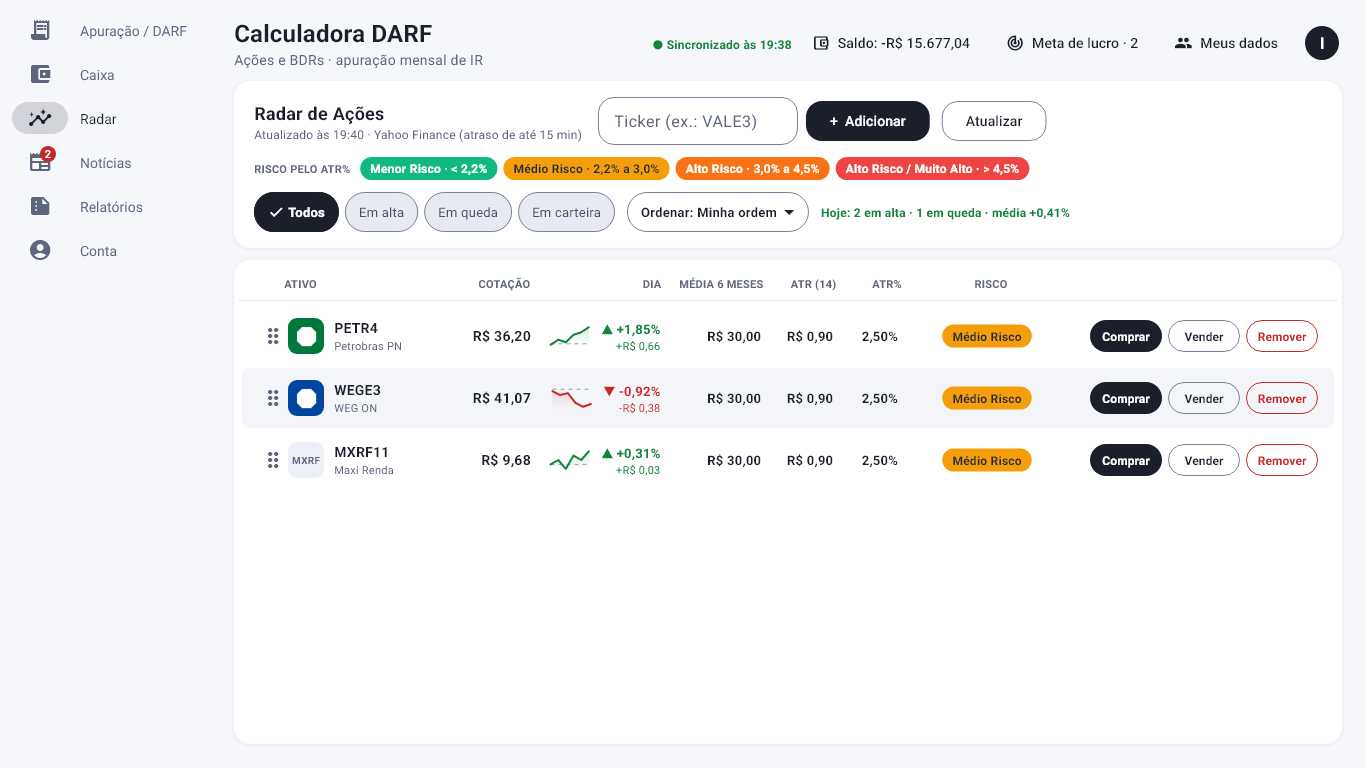 Apuração / DARF
Caixa
Radar
2
Notícias
Relatórios
Conta
Calculadora DARF
Ações e BDRs · apuração mensal de IR
Sincronizado às 19:38
Saldo: -R$ 15.677,04
Meta de lucro · 2
Meus dados
I
Radar de Ações
Atualizado às 19:40 · Yahoo Finance (atraso de até 15 min)
Ticker (ex.: VALE3)
+ Adicionar
Atualizar
RISCO PELO ATR%
Menor Risco · < 2,2%
Médio Risco · 2,2% a 3,0%
Alto Risco · 3,0% a 4,5%
Alto Risco / Muito Alto · > 4,5%
Todos
Em alta
Em queda
Em carteira
Ordenar: Minha ordem
Hoje: 2 em alta · 1 em queda · média +0,41%
ATIVO COTAÇÃO DIA MÉDIA 6 MESES ATR (14) ATR% RISCO
PETR4
Petrobras PN
R$ 36,20
+1,85%
+R$ 0,66
R$ 30,00
R$ 0,90
2,50%
Médio Risco
Comprar
Vender
Remover
WEGE3
WEG ON
R$ 41,07
-0,92%
-R$ 0,38
R$ 30,00
R$ 0,90
2,50%
Médio Risco
Comprar
Vender
Remover
MXRF
MXRF11
Maxi Renda
R$ 9,68
+0,31%
+R$ 0,03
R$ 30,00
R$ 0,90
2,50%
Médio Risco
Comprar
Vender
Remover